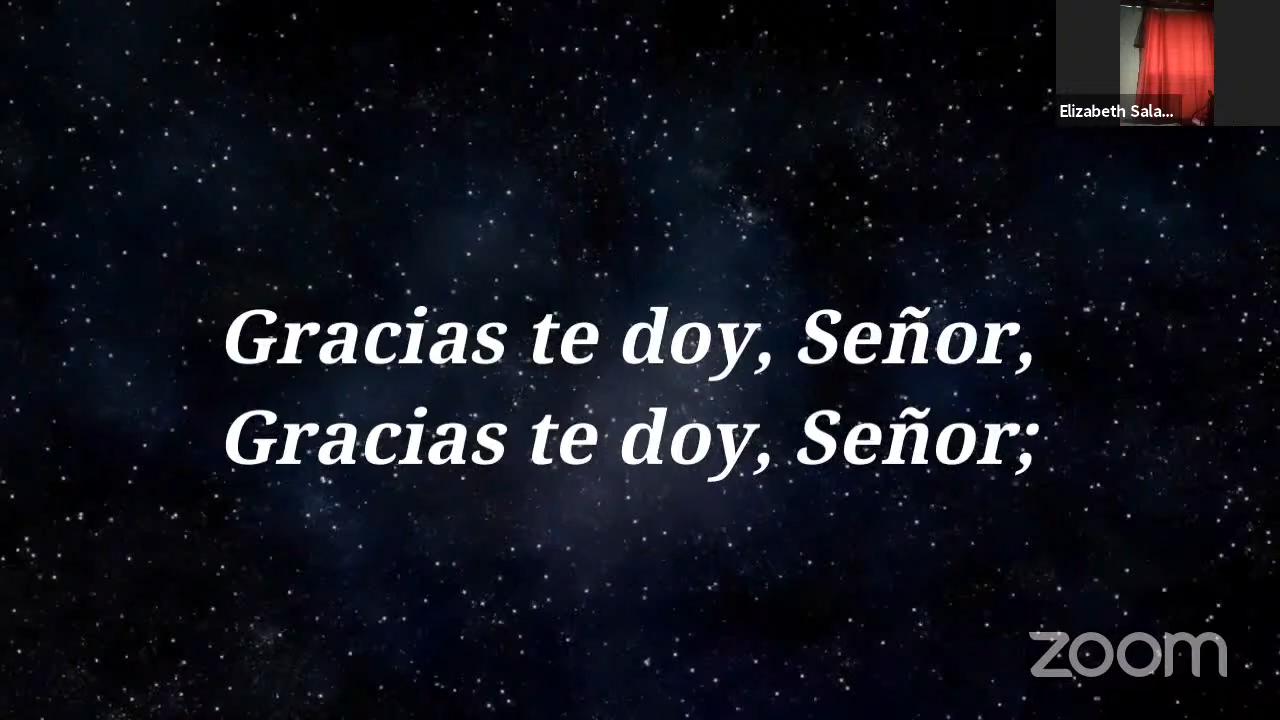 Elizabeth Sala...
Gracias te doy, Señor,
Gracias te doy, Señor;
zoom